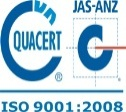 JAS-ANZ
QUACERT
ISO 9001:2008